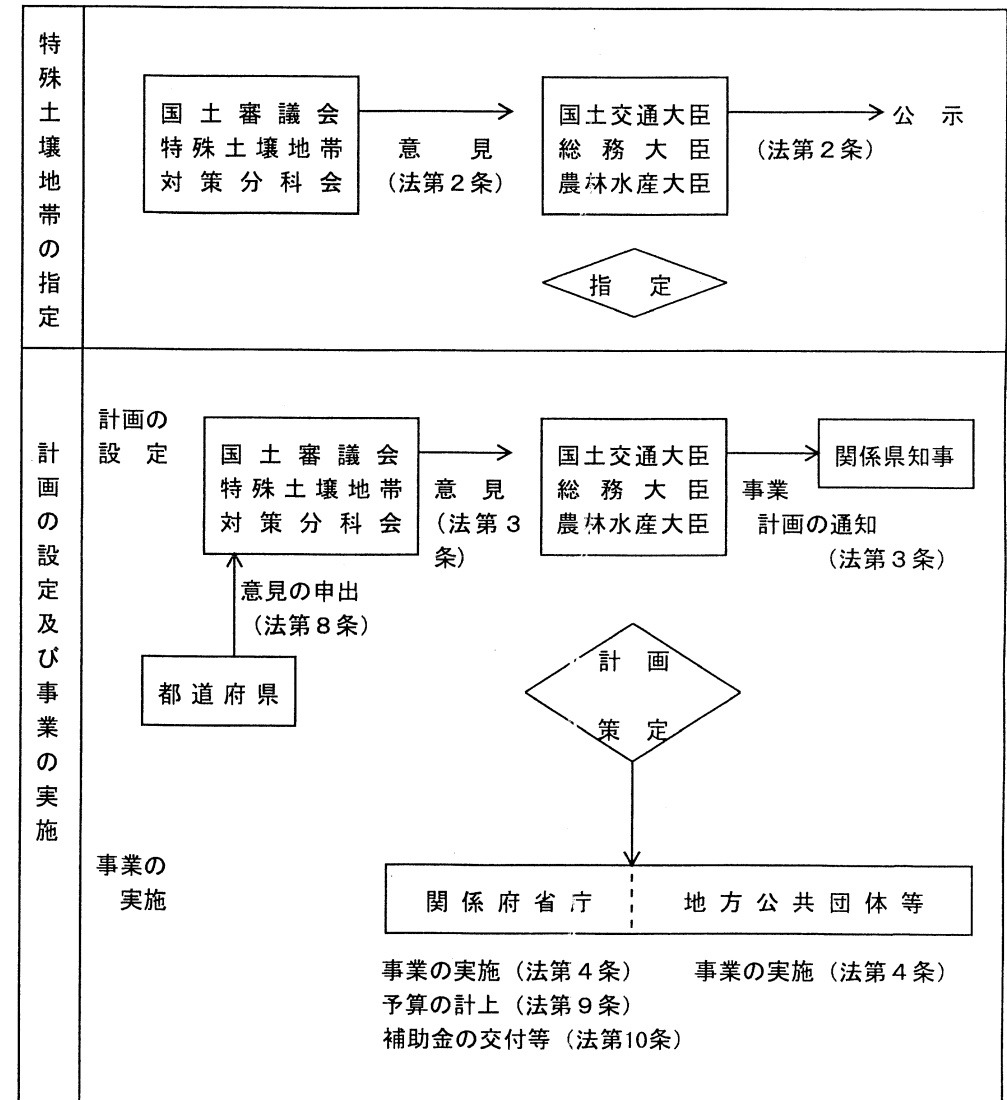 特殊土壌地帯の指定
国土審議会
特殊土壌地帯
対策分科会
意見
(法第2条)
国土交通大臣
総務大臣
農林水産大臣
(法第2条)
公示
指定
計画の設定及び事業の実施
計画の
設定
国土審議会
特殊土壌地帯
対策分科会
意見
(法第3
条)
国土交通大臣
総務大臣
農林水産大臣
事業
計画の通知
(法第3条)
関係県知事
意見の申出
(法第8条)
都道府県
計画
策定
事業の
実施
関係府省庁
地方公共団体等
事業の実施(法第4条)
予算の計上(法第9条)
補助金の交付等(法第10条)
事業の実施(法第4条)